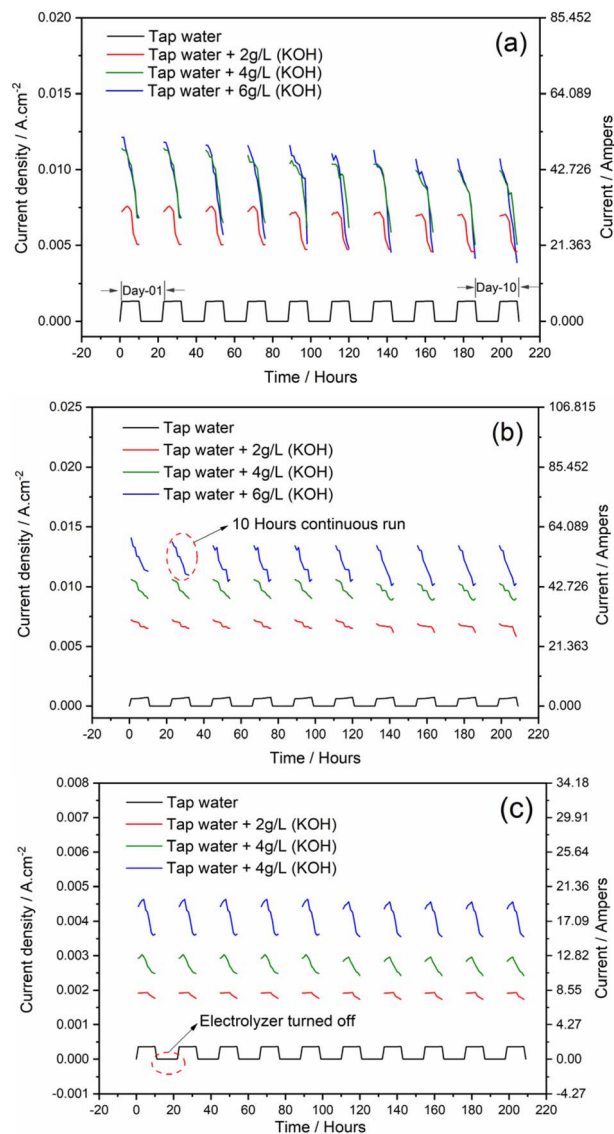 (a)
Tap water
Tap water + 2g/L (KOH)
Tap water + 4g/L (KOH)
Tap water + 6g/L (KOH)
Current density / A.cm-2
0.020
0.015
0.010
0.005
0.000
85.452
64.089
42.726
21.363
0.000
Current / Ampers
Day-01
Day-10
-20 0 20 40 60 80 100 120 140 160 180 200 220
Time / Hours
(b)
Tap water
Tap water + 2g/L (KOH)
Tap water + 4g/L (KOH)
Tap water + 6g/L (KOH)
10 Hours continuous run
Current density / A.cm-2
0.025
0.020
0.015
0.010
0.005
0.000
106.815
85.452
64.089
42.726
21.363
0.000
Current / Ampers
-20 0 20 40 60 80 100 120 140 160 180 200 220
Time / Hours
(c)
Tap water
Tap water + 2g/L (KOH)
Tap water + 4g/L (KOH)
Tap water + 4g/L (KOH)
Electrolyzer turned off
Current density / A.cm-2
0.008
0.007
0.006
0.005
0.004
0.003
0.002
0.001
0.000
-0.001
34.18
29.91
25.64
21.36
17.09
12.82
8.55
4.27
0.00
-4.27
Current / Ampers
-20 0 20 40 60 80 100 120 140 160 180 200 220
Time / Hours